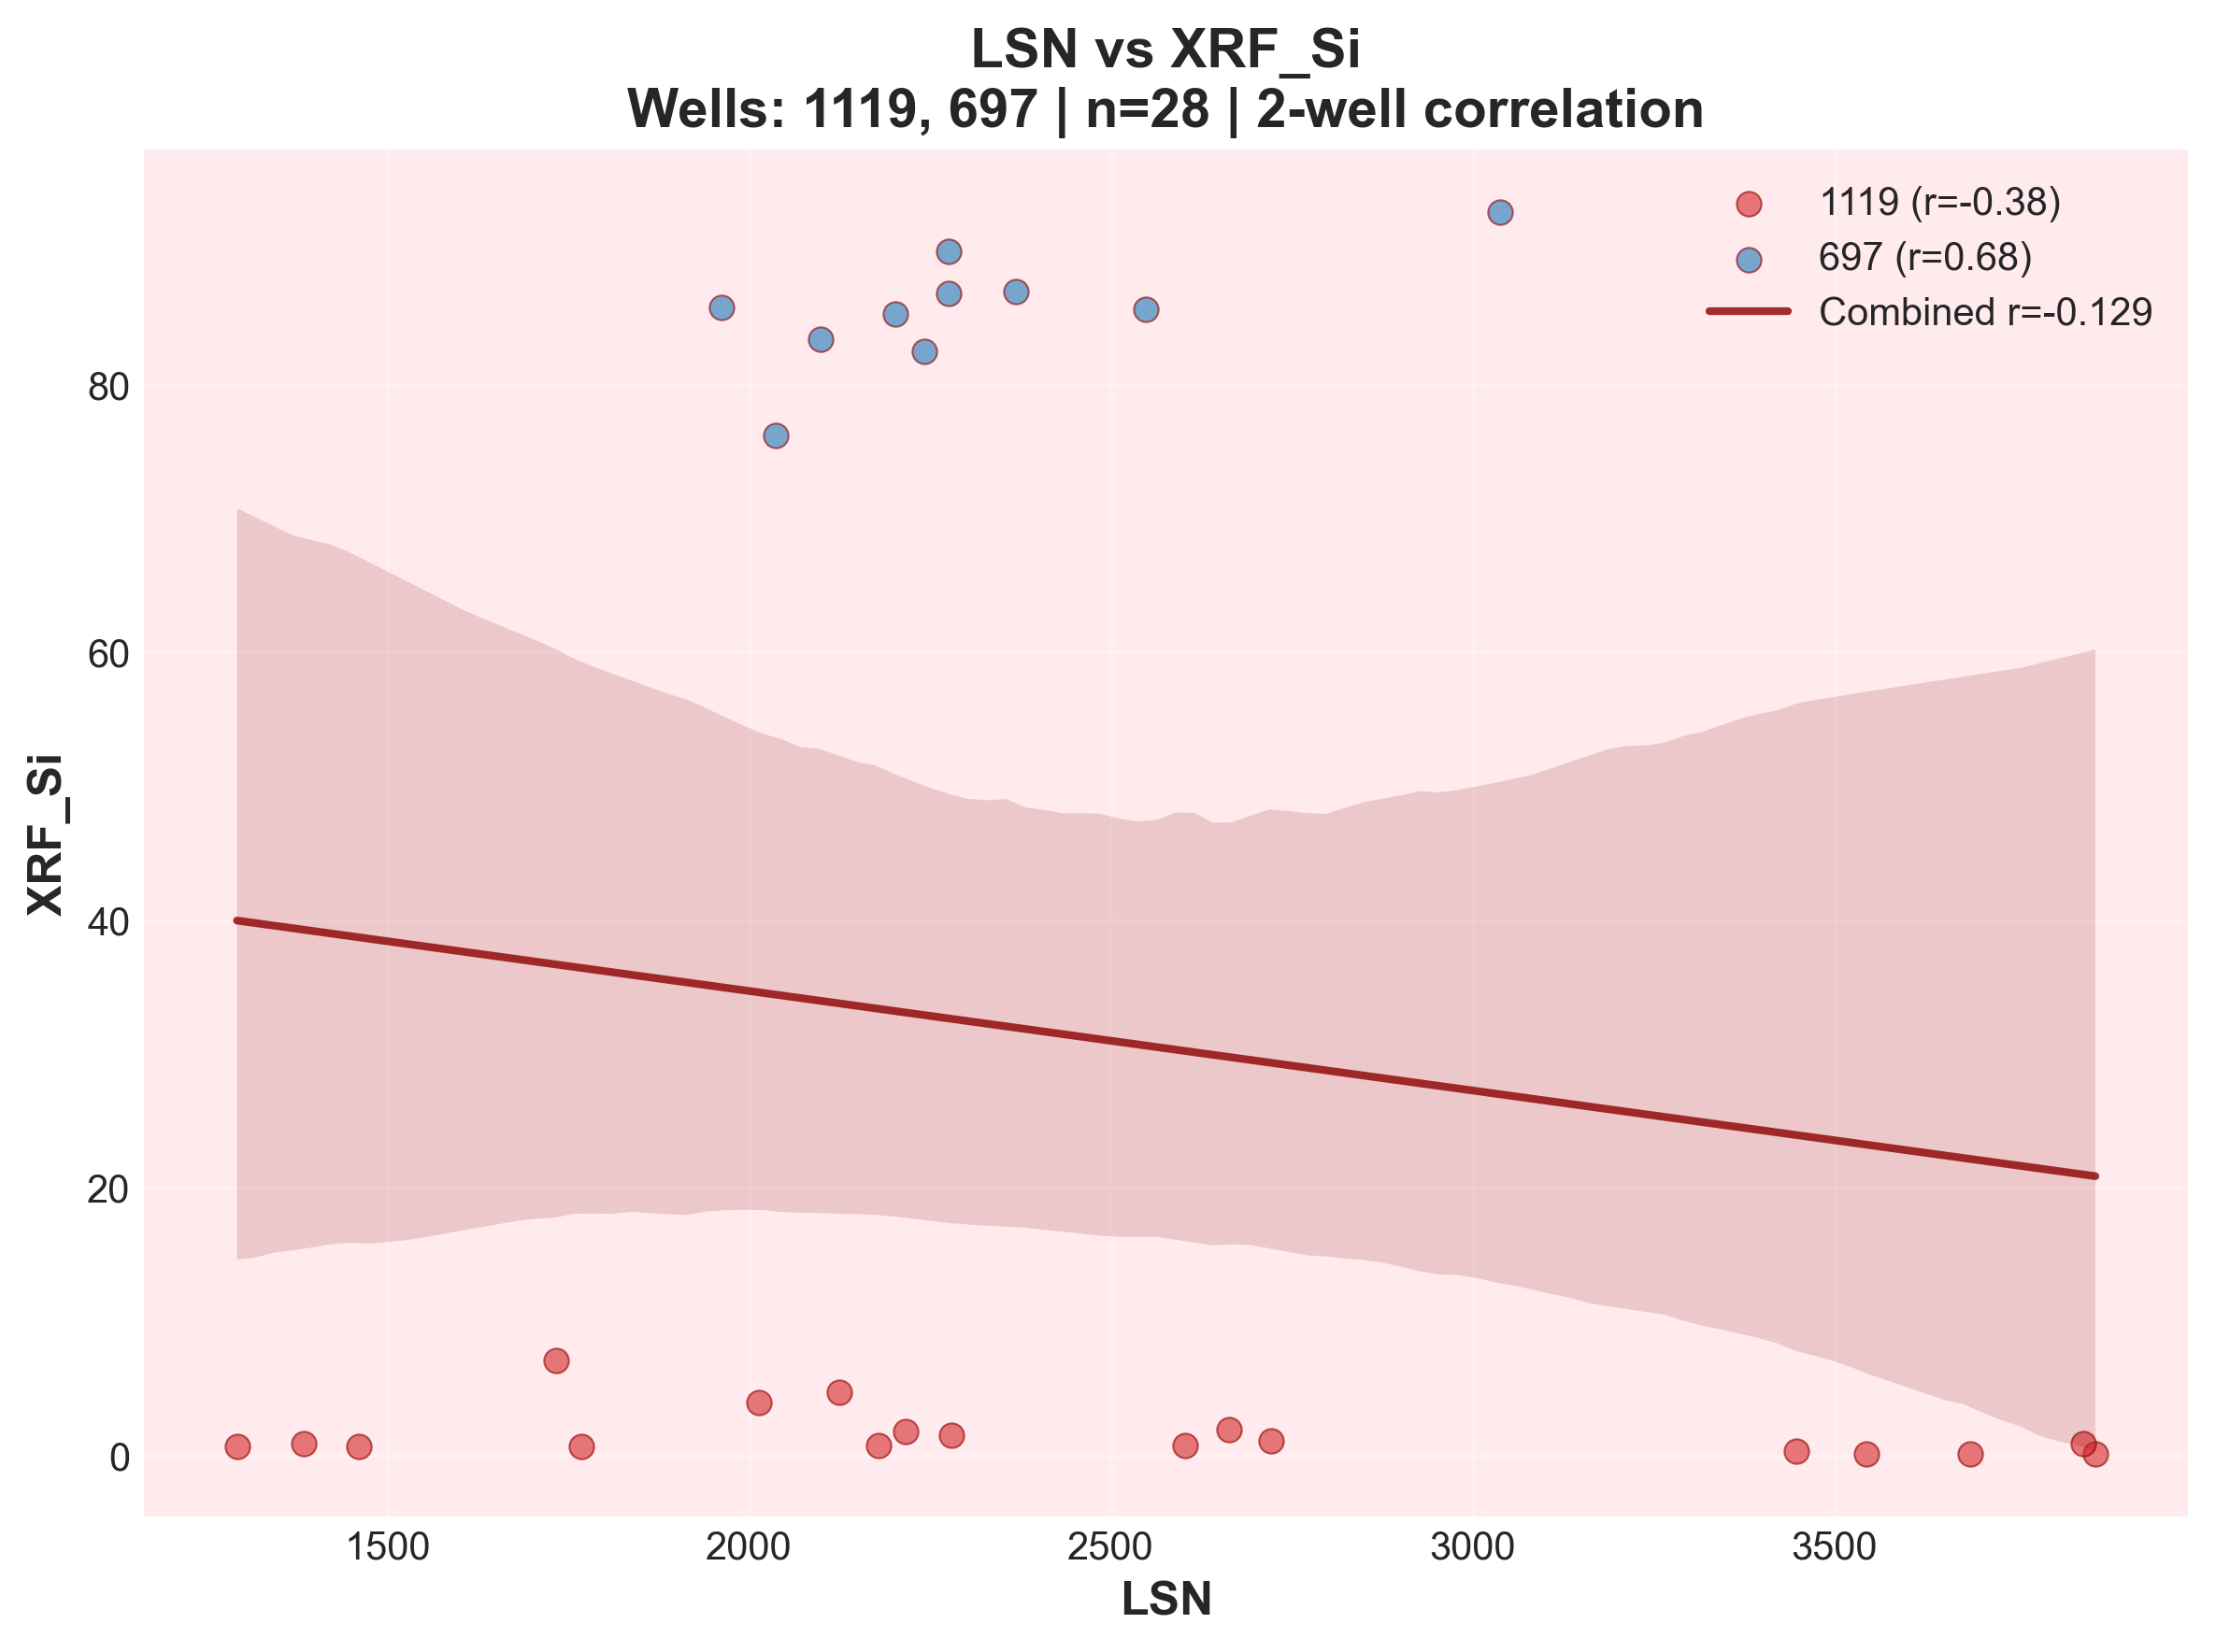 LSN vs XRF_Si
Wells: 1119, 697 | n=28 | 2-well correlation
1119 (r=-0.38)
697 (r=0.68)
Combined r=-0.129
XRF_Si
80
60
40
20
0
1500 2000 2500 3000 3500
LSN